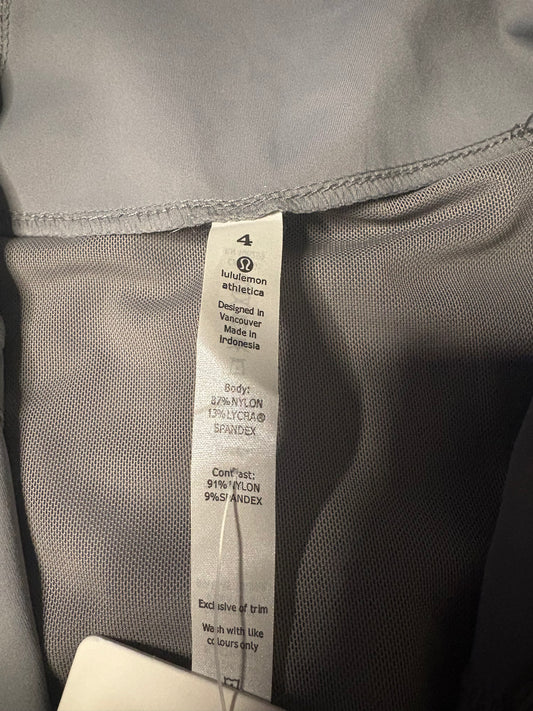 4
lululemon
athletica
Designed in
Vancouver
Made in
Indonesia
Body:
87% NYLON
13% LYCRA®
SPANDEX
Contrast:
91% NYLON
9% SPANDEX
Exclusive of trim
Wash with like
colours only